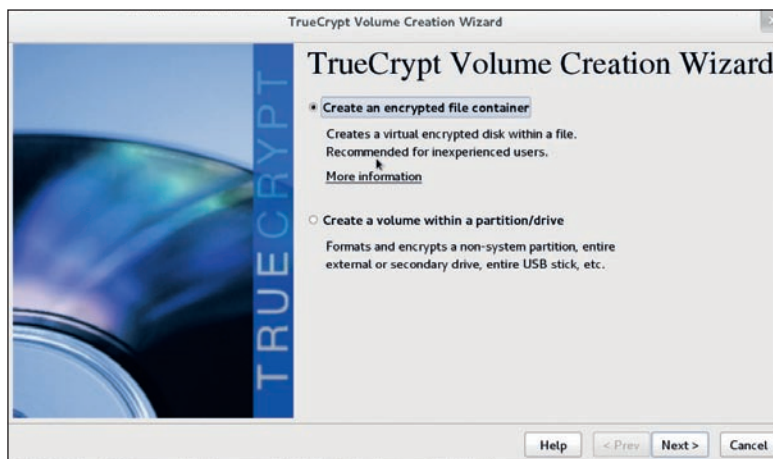 TrueCrypt Volume Creation Wizard
TRUECRYPT
TrueCrypt Volume Creation Wizard
Create an encrypted file container
Creates a virtual encrypted disk within a file.
Recommended for inexperienced users.
More information
Create a volume within a partition/drive
Formats and encrypts a non-system partition, entire
external or secondary drive, entire USB stick, etc.
Help
< Prev
Next >
Cancel